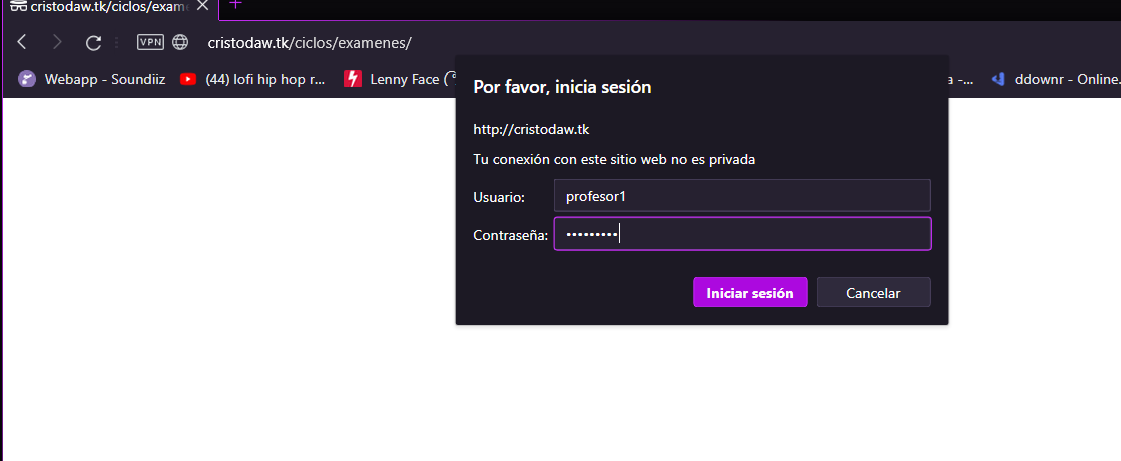 cristodaw.tk/ciclos/exame
VPN cristodaw.tk/ciclos/examenes/
Webapp - Soundiiz (44) lofi hip hop r... Lenny Face ( a -... ddownr - Online.
Por favor, inicia sesión
http://cristodaw.tk
Tu conexión con este sitio web no es privada
Usuario: profesor1
Contraseña: •••••••••
Iniciar sesión Cancelar